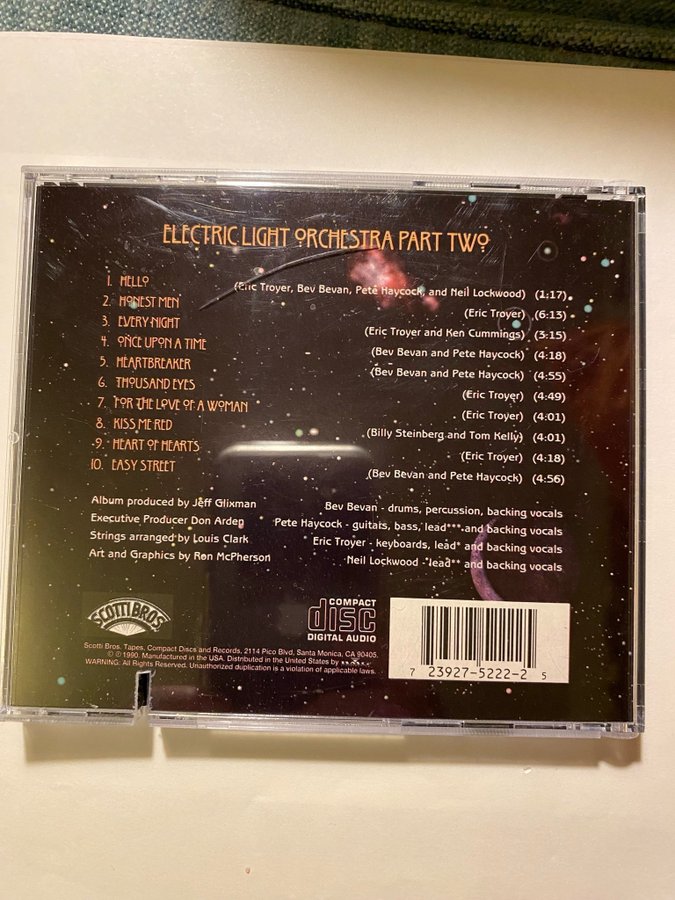 ELECTRIC LIGHT ORCHESTRA PART TWO
1. HELLO (Eric Troyer, Bev Bevan, Pete Haycock, and Neil Lockwood) (1:17)
2. HONEST MEN (Eric Troyer) (6:13)
3. EVERY NIGHT (Eric Troyer and Ken Cummings) (3:15)
4. ONCE UPON A TIME (Bev Bevan and Pete Haycock) (4:18)
5. HEARTBREAKER (Bev Bevan and Pete Haycock) (4:55)
6. THOUSAND EYES (Eric Troyer) (4:49)
7. FOR THE LOVE OF A WOMAN (Eric Troyer) (4:01)
8. KISS ME RED (Billy Steinberg and Tom Kelly) (4:01)
9. HEART OF HEARTS (Eric Troyer) (4:18)
10. EASY STREET (Bev Bevan and Pete Haycock) (4:56)
Album produced by Jeff Glixman
Executive Producer Don Arden
Strings arranged by Louis Clark
Art and Graphics by Ron McPherson
Bev Bevan - drums, percussion, backing vocals
Pete Haycock - guitats, bass, lead*** and backing vocals
Eric Troyer - keyboards, lead* and backing vocals
Neil Lockwood - lead** and backing vocals
SCOTTI BROS.
COMPACT
disc
DIGITAL AUDIO
Scotti Bros. Tapes, Compact Discs and Records, 2114 Pico Blvd, Santa Monica, CA 90405.
© ℗ 1990. Manufactured in the USA. Distributed in the United States by
WARNING: All Rights Reserved. Unauthorized duplication is a violation of applicable laws.
7 23927-5222-2 5